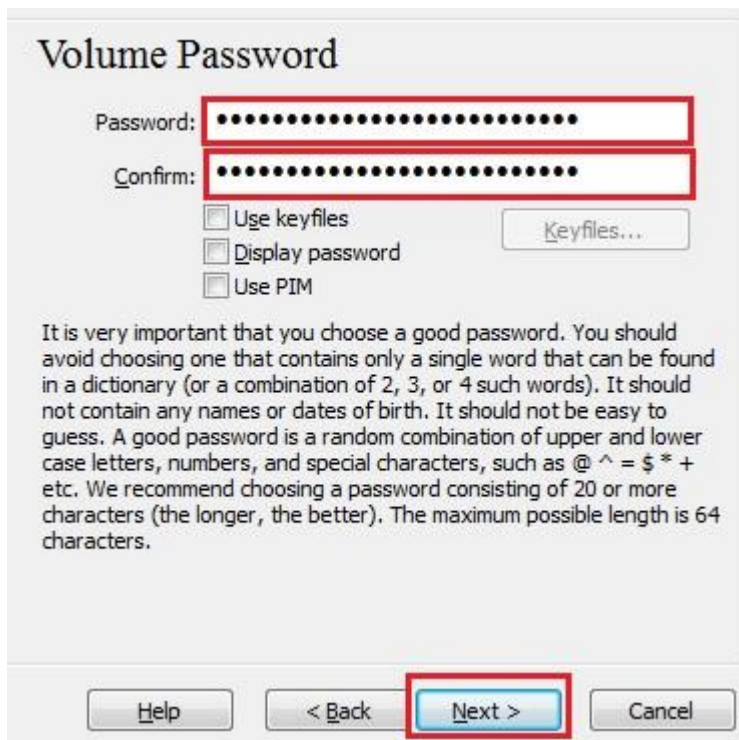 Volume Password
Password: ••••••••••••••••••••••••••
Confirm: ••••••••••••••••••••••••••
Use keyfiles Keyfiles...
Display password
Use PIM
It is very important that you choose a good password. You should
avoid choosing one that contains only a single word that can be found
in a dictionary (or a combination of 2, 3, or 4 such words). It should
not contain any names or dates of birth. It should not be easy to
guess. A good password is a random combination of upper and lower
case letters, numbers, and special characters, such as @ ^ = $ * +
etc. We recommend choosing a password consisting of 20 or more
characters (the longer, the better). The maximum possible length is 64
characters.
Help < Back Next > Cancel